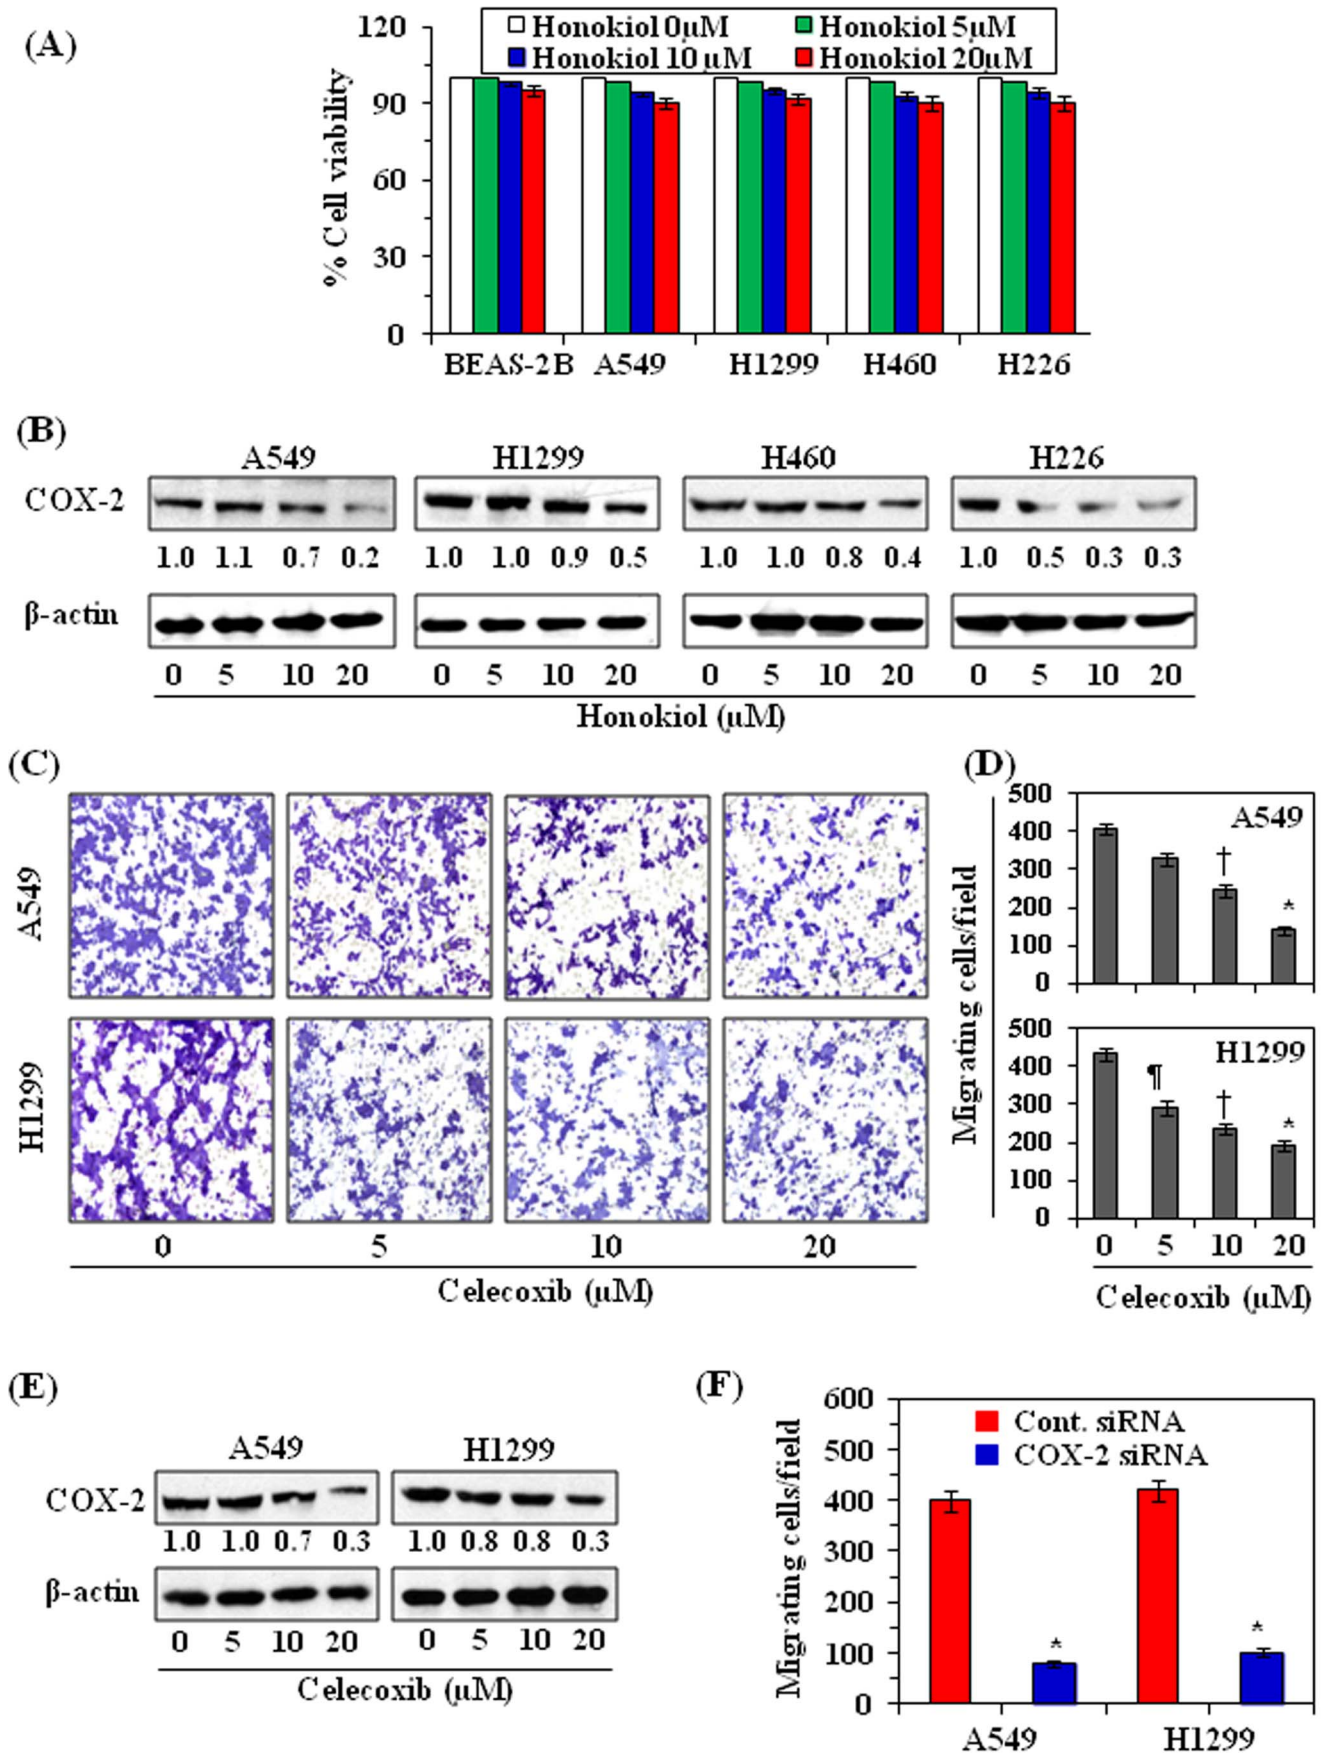 (A)
Honokiol 0μM Honokiol 5μM
Honokiol 10 μM Honokiol 20μM
% Cell viability
120
90
60
30
0
BEAS-2B A549 H1299 H460 H226
(B)
A549 H1299 H460 H226
COX-2
1.0 1.1 0.7 0.2 1.0 1.0 0.9 0.5 1.0 1.0 0.8 0.4 1.0 0.5 0.3 0.3
β-actin
0 5 10 20 0 5 10 20 0 5 10 20 0 5 10 20
Honokiol (μM)
(C)
A549
H1299
0 5 10 20
Celecoxib (μM)
(D)
Migrating cells/field
500
400
300
200
100
0
A549
†
*
500
400
300
200
100
0
H1299
¶
†
*
0 5 10 20
Celecoxib (μM)
(E)
A549 H1299
COX-2
1.0 1.0 0.7 0.3 1.0 0.8 0.8 0.3
β-actin
0 5 10 20 0 5 10 20
Celecoxib (μM)
(F)
Migrating cells/field
600
500
400
300
200
100
0
Cont. siRNA
COX-2 siRNA
* *
A549 H1299